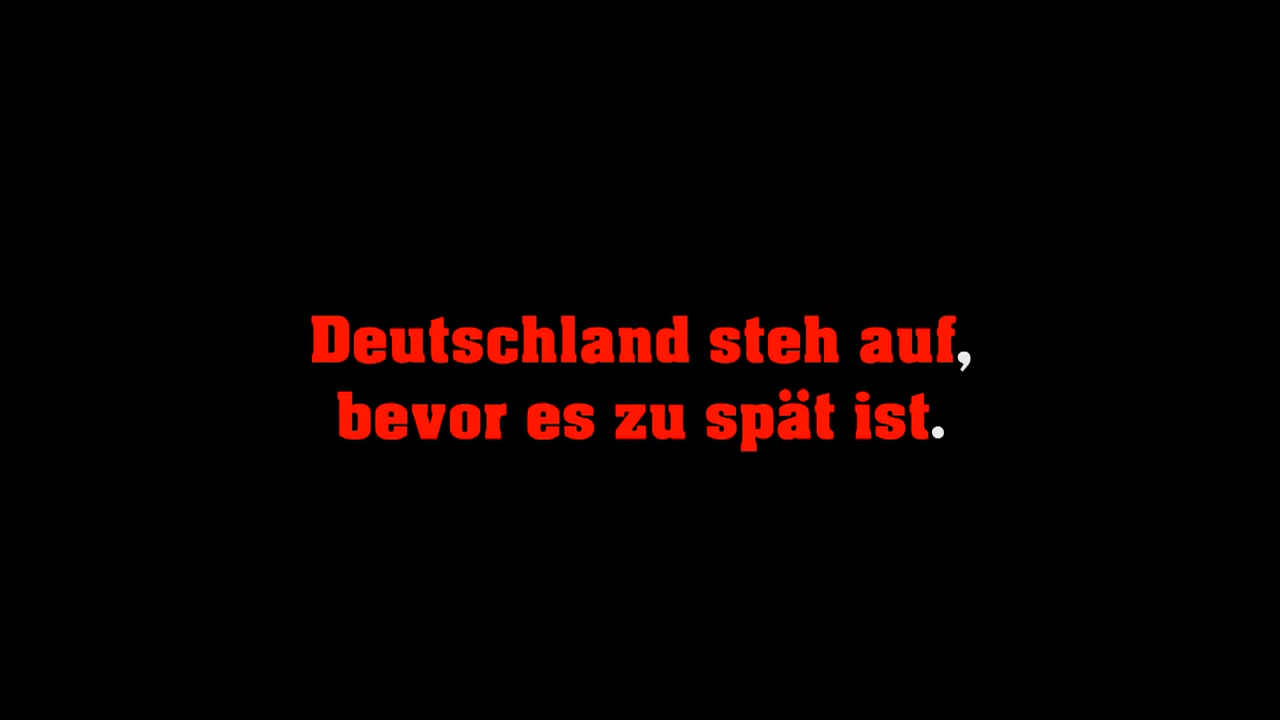 Deutschland steh auf,
bevor es zu spät ist.